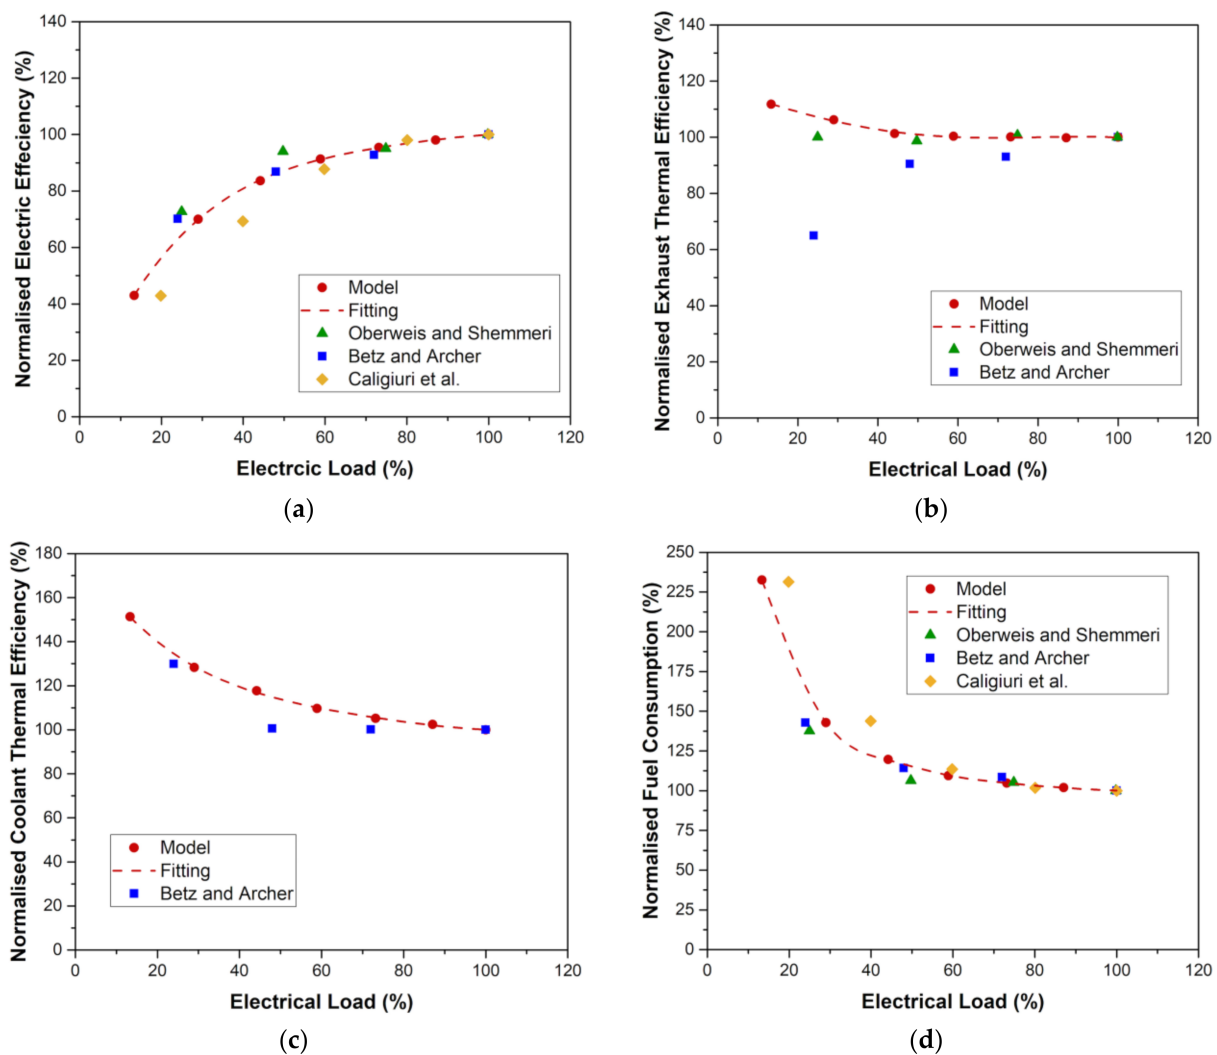 Normalised Electric Effeciency (%)
140
120
100
80
60
40
20
0
0 20 40 60 80 100 120
Electrcic Load (%)
Model
Fitting
Oberweis and Shemmeri
Betz and Archer
Caligiuri et al.
(a)
Normalised Exhaust Thermal Efficiency (%)
140
120
100
80
60
40
20
0
0 20 40 60 80 100 120
Electrical Load (%)
Model
Fitting
Oberweis and Shemmeri
Betz and Archer
(b)
Normalised Coolant Thermal Efficiency (%)
180
160
140
120
100
80
60
40
20
0
0 20 40 60 80 100 120
Electrical Load (%)
Model
Fitting
Betz and Archer
(c)
Normalised Fuel Consumption (%)
250
225
200
175
150
125
100
75
50
25
0
0 20 40 60 80 100 120
Electrical Load (%)
Model
Fitting
Oberweis and Shemmeri
Betz and Archer
Caligiuri et al.
(d)